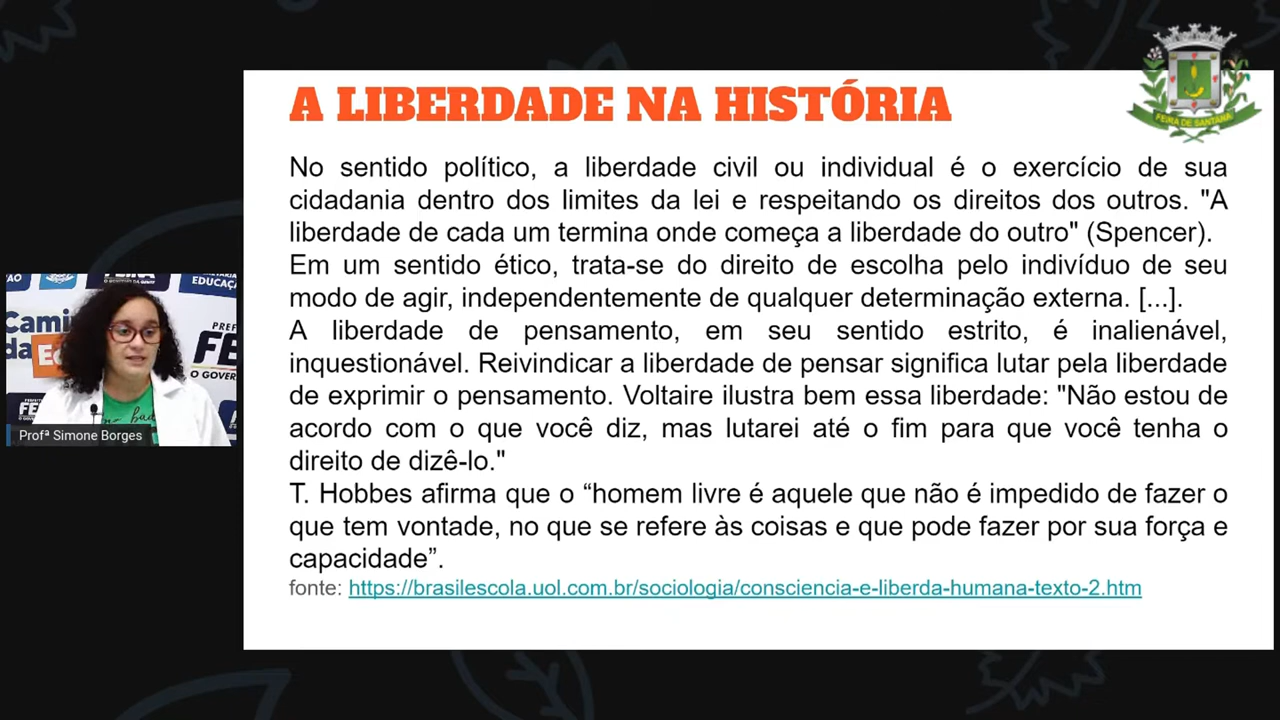 A LIBERDADE NA HISTÓRIA
FEIRA DE SANTANA
No sentido político, a liberdade civil ou individual é o exercício de sua
cidadania dentro dos limites da lei e respeitando os direitos dos outros. "A
liberdade de cada um termina onde começa a liberdade do outro" (Spencer).
Em um sentido ético, trata-se do direito de escolha pelo indivíduo de seu
modo de agir, independentemente de qualquer determinação externa. [...].
A liberdade de pensamento, em seu sentido estrito, é inalienável,
inquestionável. Reivindicar a liberdade de pensar significa lutar pela liberdade
de exprimir o pensamento. Voltaire ilustra bem essa liberdade: "Não estou de
acordo com o que você diz, mas lutarei até o fim para que você tenha o
direito de dizê-lo."
T. Hobbes afirma que o “homem livre é aquele que não é impedido de fazer o
que tem vontade, no que se refere às coisas e que pode fazer por sua força e
capacidade”.
fonte: https://brasilescola.uol.com.br/sociologia/consciencia-e-liberda-humana-texto-2.htm
Profª Simone Borges